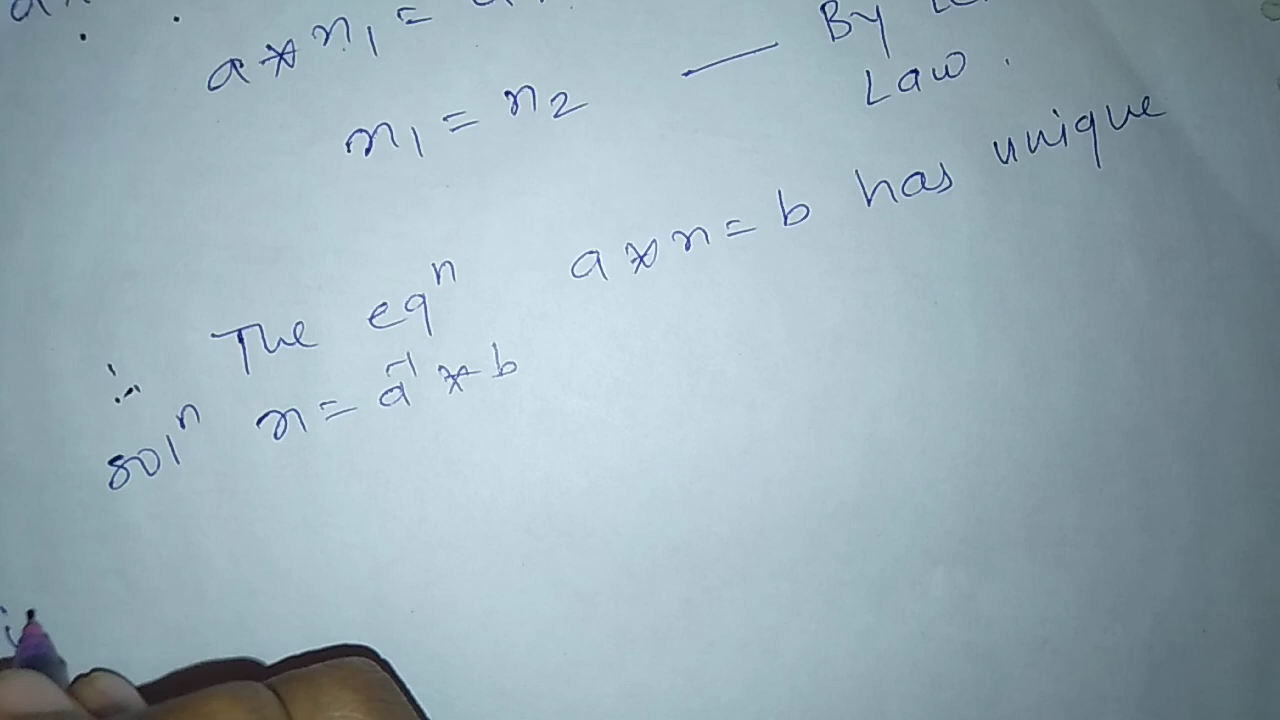 a * x₁ =
x₁ = x₂ — By
Law.
∴ The eqⁿ a * x = b has unique
solⁿ x = a⁻¹ * b